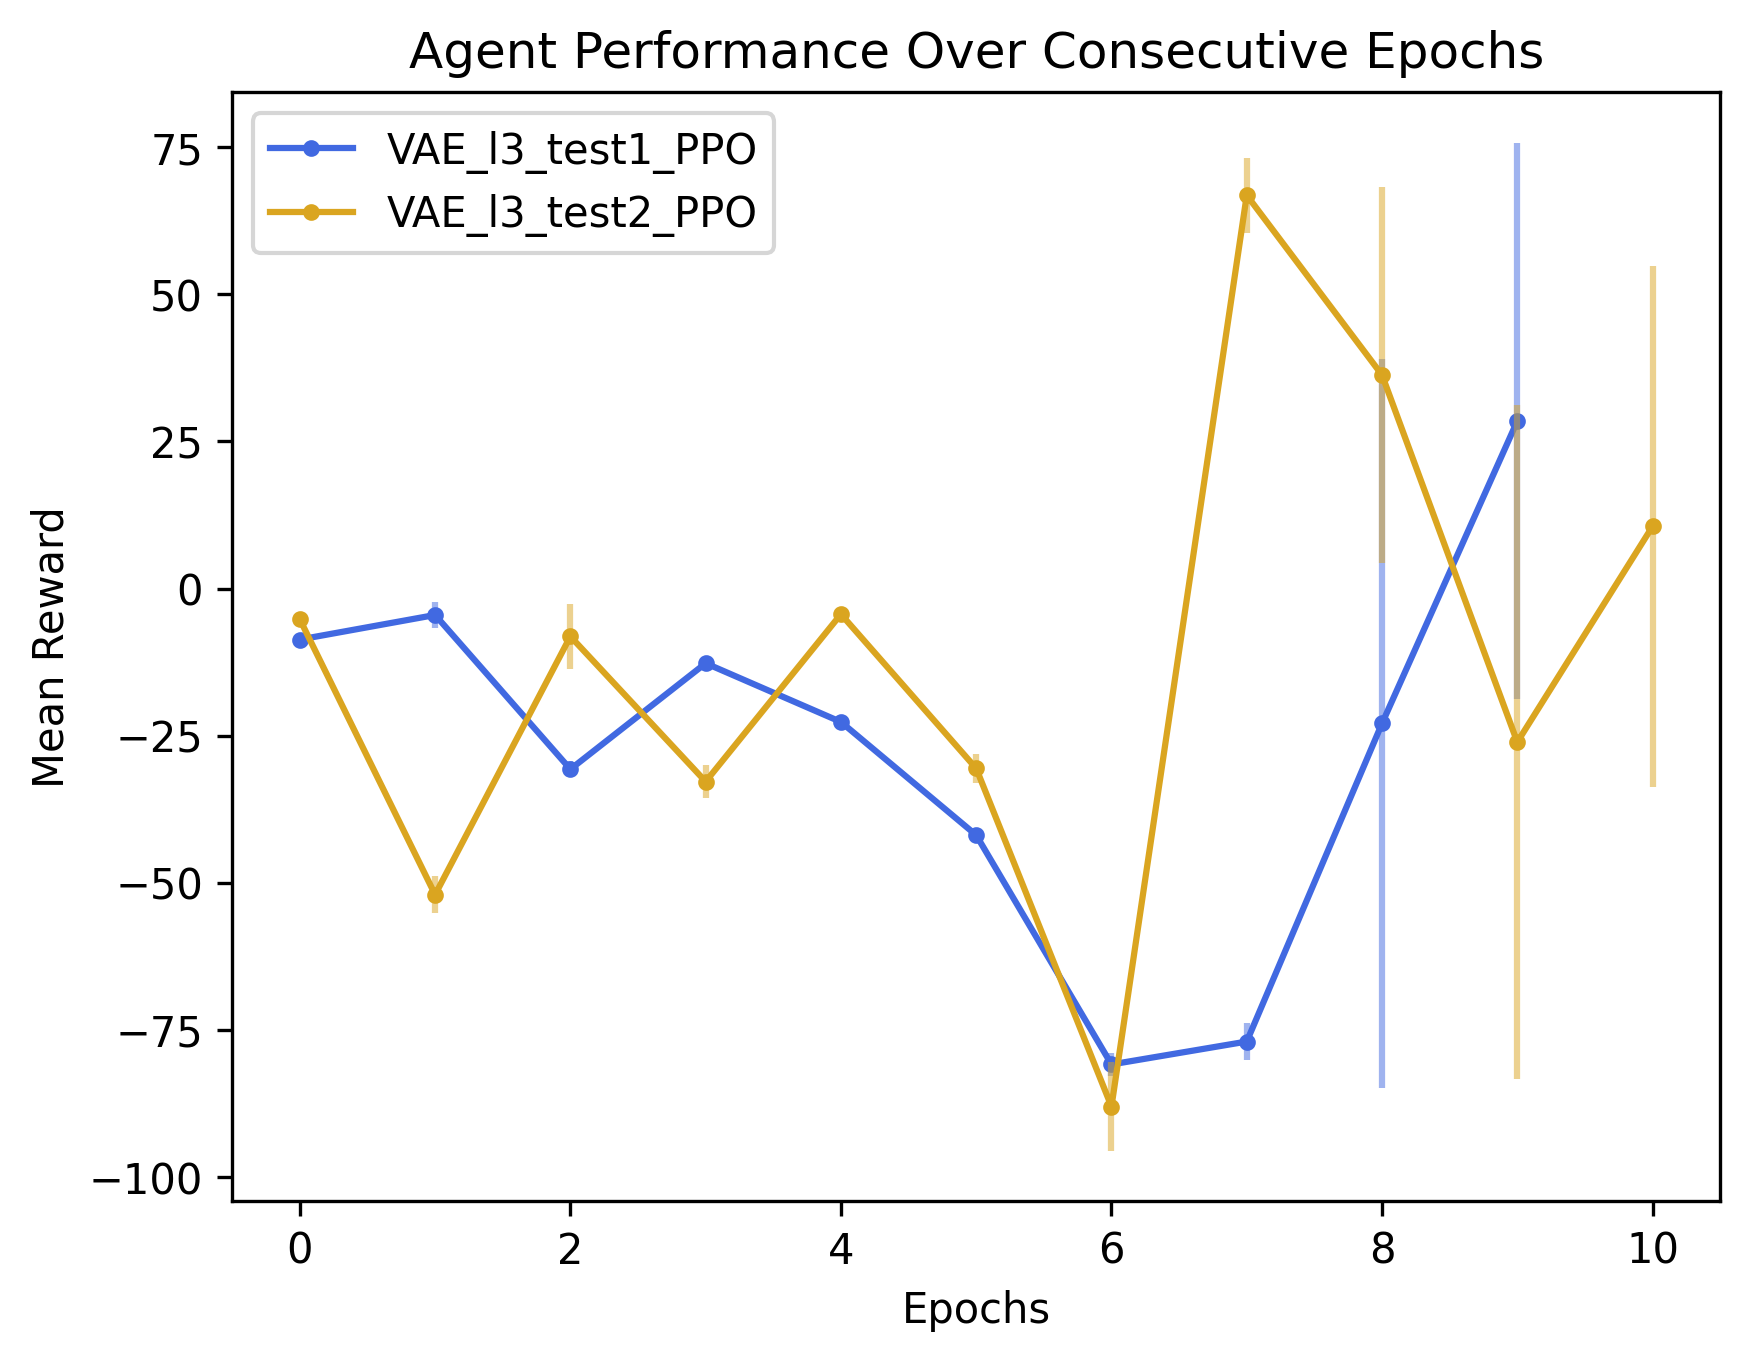 Agent Performance Over Consecutive Epochs
VAE_l3_test1_PPO
VAE_l3_test2_PPO
75
50
25
0
−25
−50
−75
−100
Mean Reward
0 2 4 6 8 10
Epochs